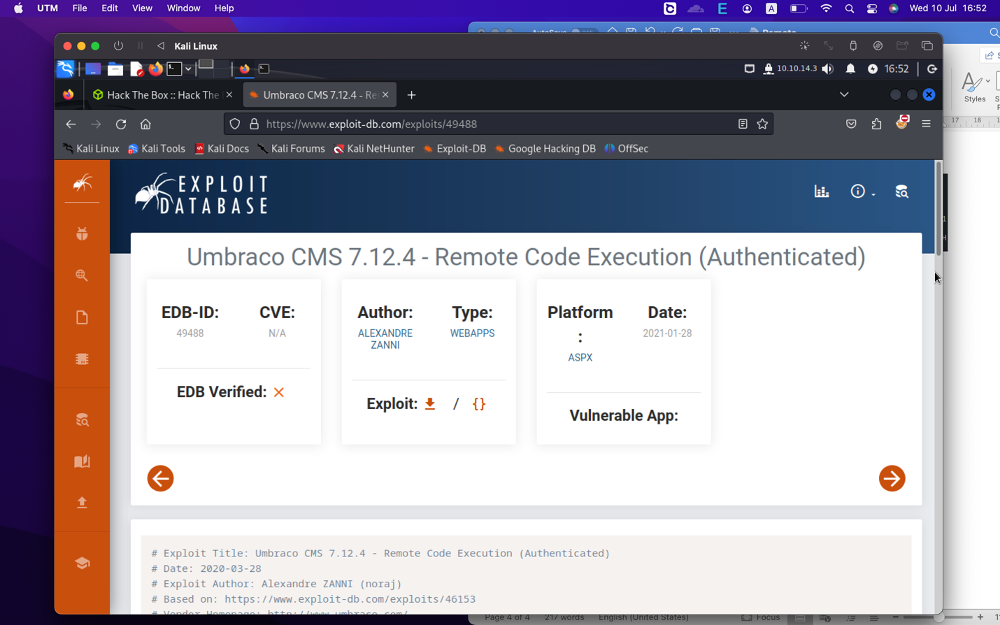 UTM File Edit View Window Help
A Wed 10 Jul 16:52
AutoSave OFF Remote
Kali Linux
10.10.14.3 16:52
Hack The Box :: Hack The
Umbraco CMS 7.12.4 - Re
https://www.exploit-db.com/exploits/49488
Kali Linux Kali Tools Kali Docs Kali Forums Kali NetHunter Exploit-DB Google Hacking DB OffSec
Styles
17 18
EXPLOIT
DATABASE
Umbraco CMS 7.12.4 - Remote Code Execution (Authenticated)
EDB-ID:
49488
CVE:
N/A
EDB Verified: ×
Author:
ALEXANDRE
ZANNI
Type:
WEBAPPS
Exploit: / {}
Platform
:
ASPX
Date:
2021-01-28
Vulnerable App:
# Exploit Title: Umbraco CMS 7.12.4 - Remote Code Execution (Authenticated)
# Date: 2020-03-28
# Exploit Author: Alexandre ZANNI (noraj)
# Based on: https://www.exploit-db.com/exploits/46153
# Vendor Homepage: http://www.umbraco.com/
Page 4 of 4 217 words English (United States) Focus